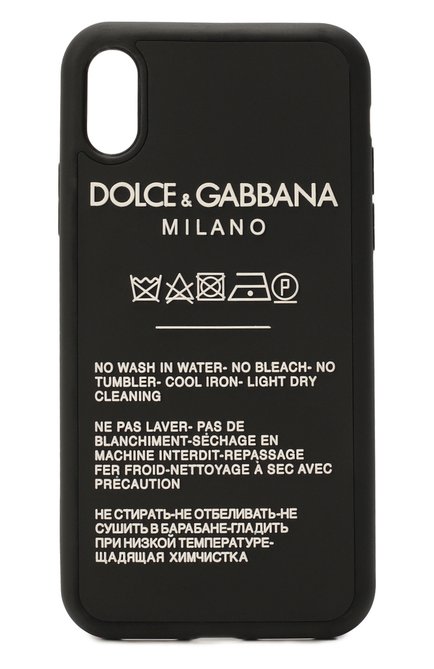 DOLCE & GABBANA
MILANO
P
NO WASH IN WATER- NO BLEACH- NO
TUMBLER- COOL IRON- LIGHT DRY
CLEANING
NE PAS LAVER- PAS DE
BLANCHIMENT-SÉCHAGE EN
MACHINE INTERDIT-REPASSAGE
FER FROID-NETTOYAGE À SEC AVEC
PRÉCAUTION
НЕ СТИРАТЬ-НЕ ОТБЕЛИВАТЬ-НЕ
СУШИТЬ В БАРАБАНЕ-ГЛАДИТЬ
ПРИ НИЗКОЙ ТЕМПЕРАТУРЕ-
ЩАДЯЩАЯ ХИМЧИСТКА